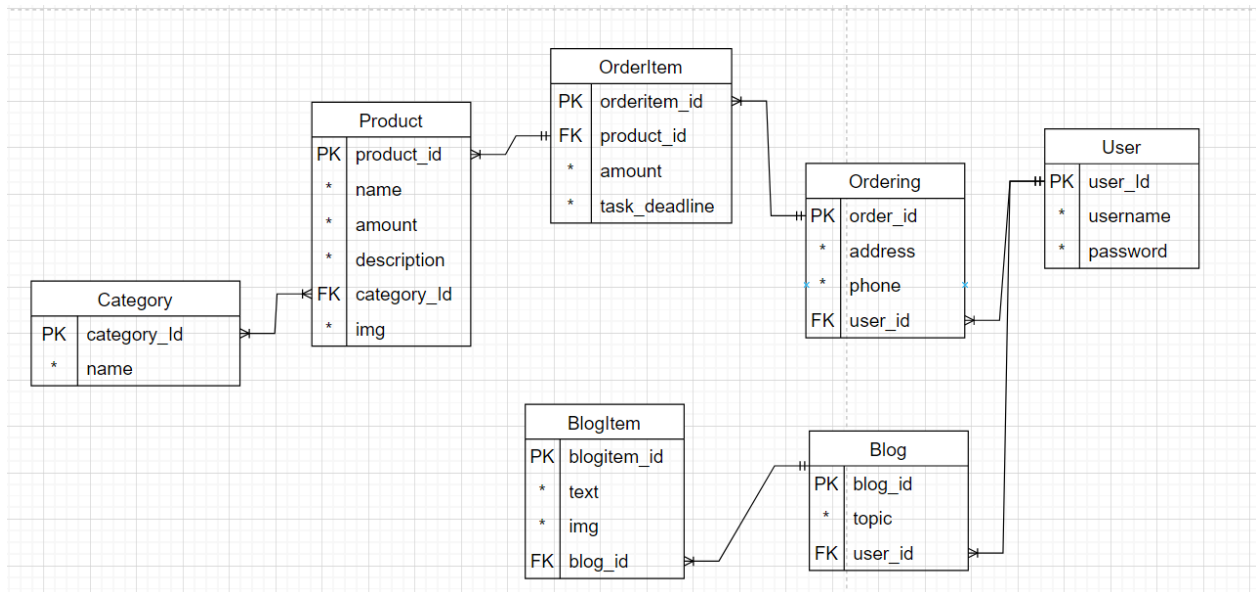 OrderItem
PK orderitem_id
FK product_id
* amount
* task_deadline
Product
PK product_id
* name
* amount
* description
FK category_Id
* img
User
PK user_Id
* username
* password
Ordering
PK order_id
* address
* phone
FK user_id
Category
PK category_Id
* name
BlogItem
PK blogitem_id
* text
* img
FK blog_id
Blog
PK blog_id
* topic
FK user_id